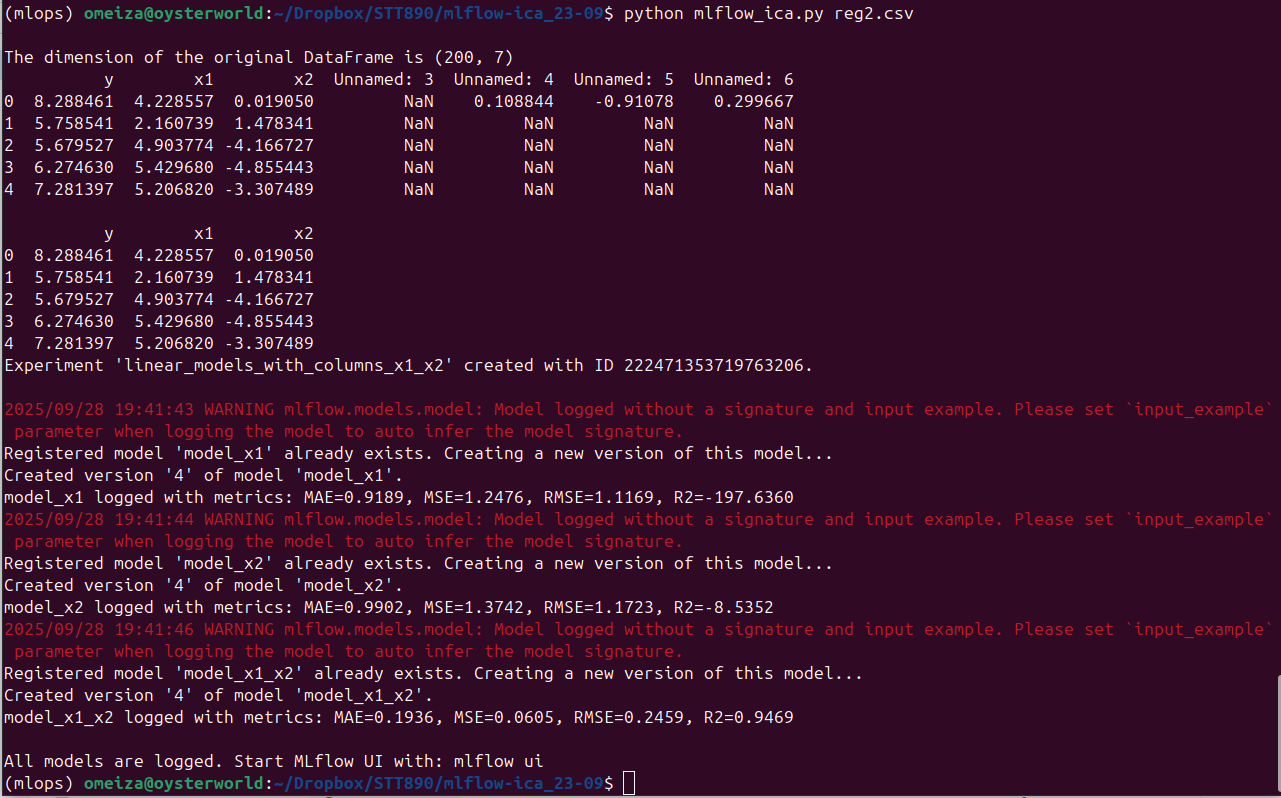 (mlops) omeiza@oysterworld:~/Dropbox/STT890/mlflow-ica_23-09$ python mlflow_ica.py reg2.csv
The dimension of the original DataFrame is (200, 7)
          y        x1        x2  Unnamed: 3  Unnamed: 4  Unnamed: 5  Unnamed: 6
0  8.288461  4.228557  0.019050         NaN    0.108844    -0.91078    0.299667
1  5.758541  2.160739  1.478341         NaN         NaN         NaN         NaN
2  5.679527  4.903774 -4.166727         NaN         NaN         NaN         NaN
3  6.274630  5.429680 -4.855443         NaN         NaN         NaN         NaN
4  7.281397  5.206820 -3.307489         NaN         NaN         NaN         NaN
          y        x1        x2
0  8.288461  4.228557  0.019050
1  5.758541  2.160739  1.478341
2  5.679527  4.903774 -4.166727
3  6.274630  5.429680 -4.855443
4  7.281397  5.206820 -3.307489
Experiment 'linear_models_with_columns_x1_x2' created with ID 222471353719763206.
2025/09/28 19:41:43 WARNING mlflow.models.model: Model logged without a signature and input example. Please set `input_example`
 parameter when logging the model to auto infer the model signature.
Registered model 'model_x1' already exists. Creating a new version of this model...
Created version '4' of model 'model_x1'.
model_x1 logged with metrics: MAE=0.9189, MSE=1.2476, RMSE=1.1169, R2=-197.6360
2025/09/28 19:41:44 WARNING mlflow.models.model: Model logged without a signature and input example. Please set `input_example`
 parameter when logging the model to auto infer the model signature.
Registered model 'model_x2' already exists. Creating a new version of this model...
Created version '4' of model 'model_x2'.
model_x2 logged with metrics: MAE=0.9902, MSE=1.3742, RMSE=1.1723, R2=-8.5352
2025/09/28 19:41:46 WARNING mlflow.models.model: Model logged without a signature and input example. Please set `input_example`
 parameter when logging the model to auto infer the model signature.
Registered model 'model_x1_x2' already exists. Creating a new version of this model...
Created version '4' of model 'model_x1_x2'.
model_x1_x2 logged with metrics: MAE=0.1936, MSE=0.0605, RMSE=0.2459, R2=0.9469
All models are logged. Start MLflow UI with: mlflow ui
(mlops) omeiza@oysterworld:~/Dropbox/STT890/mlflow-ica_23-09$